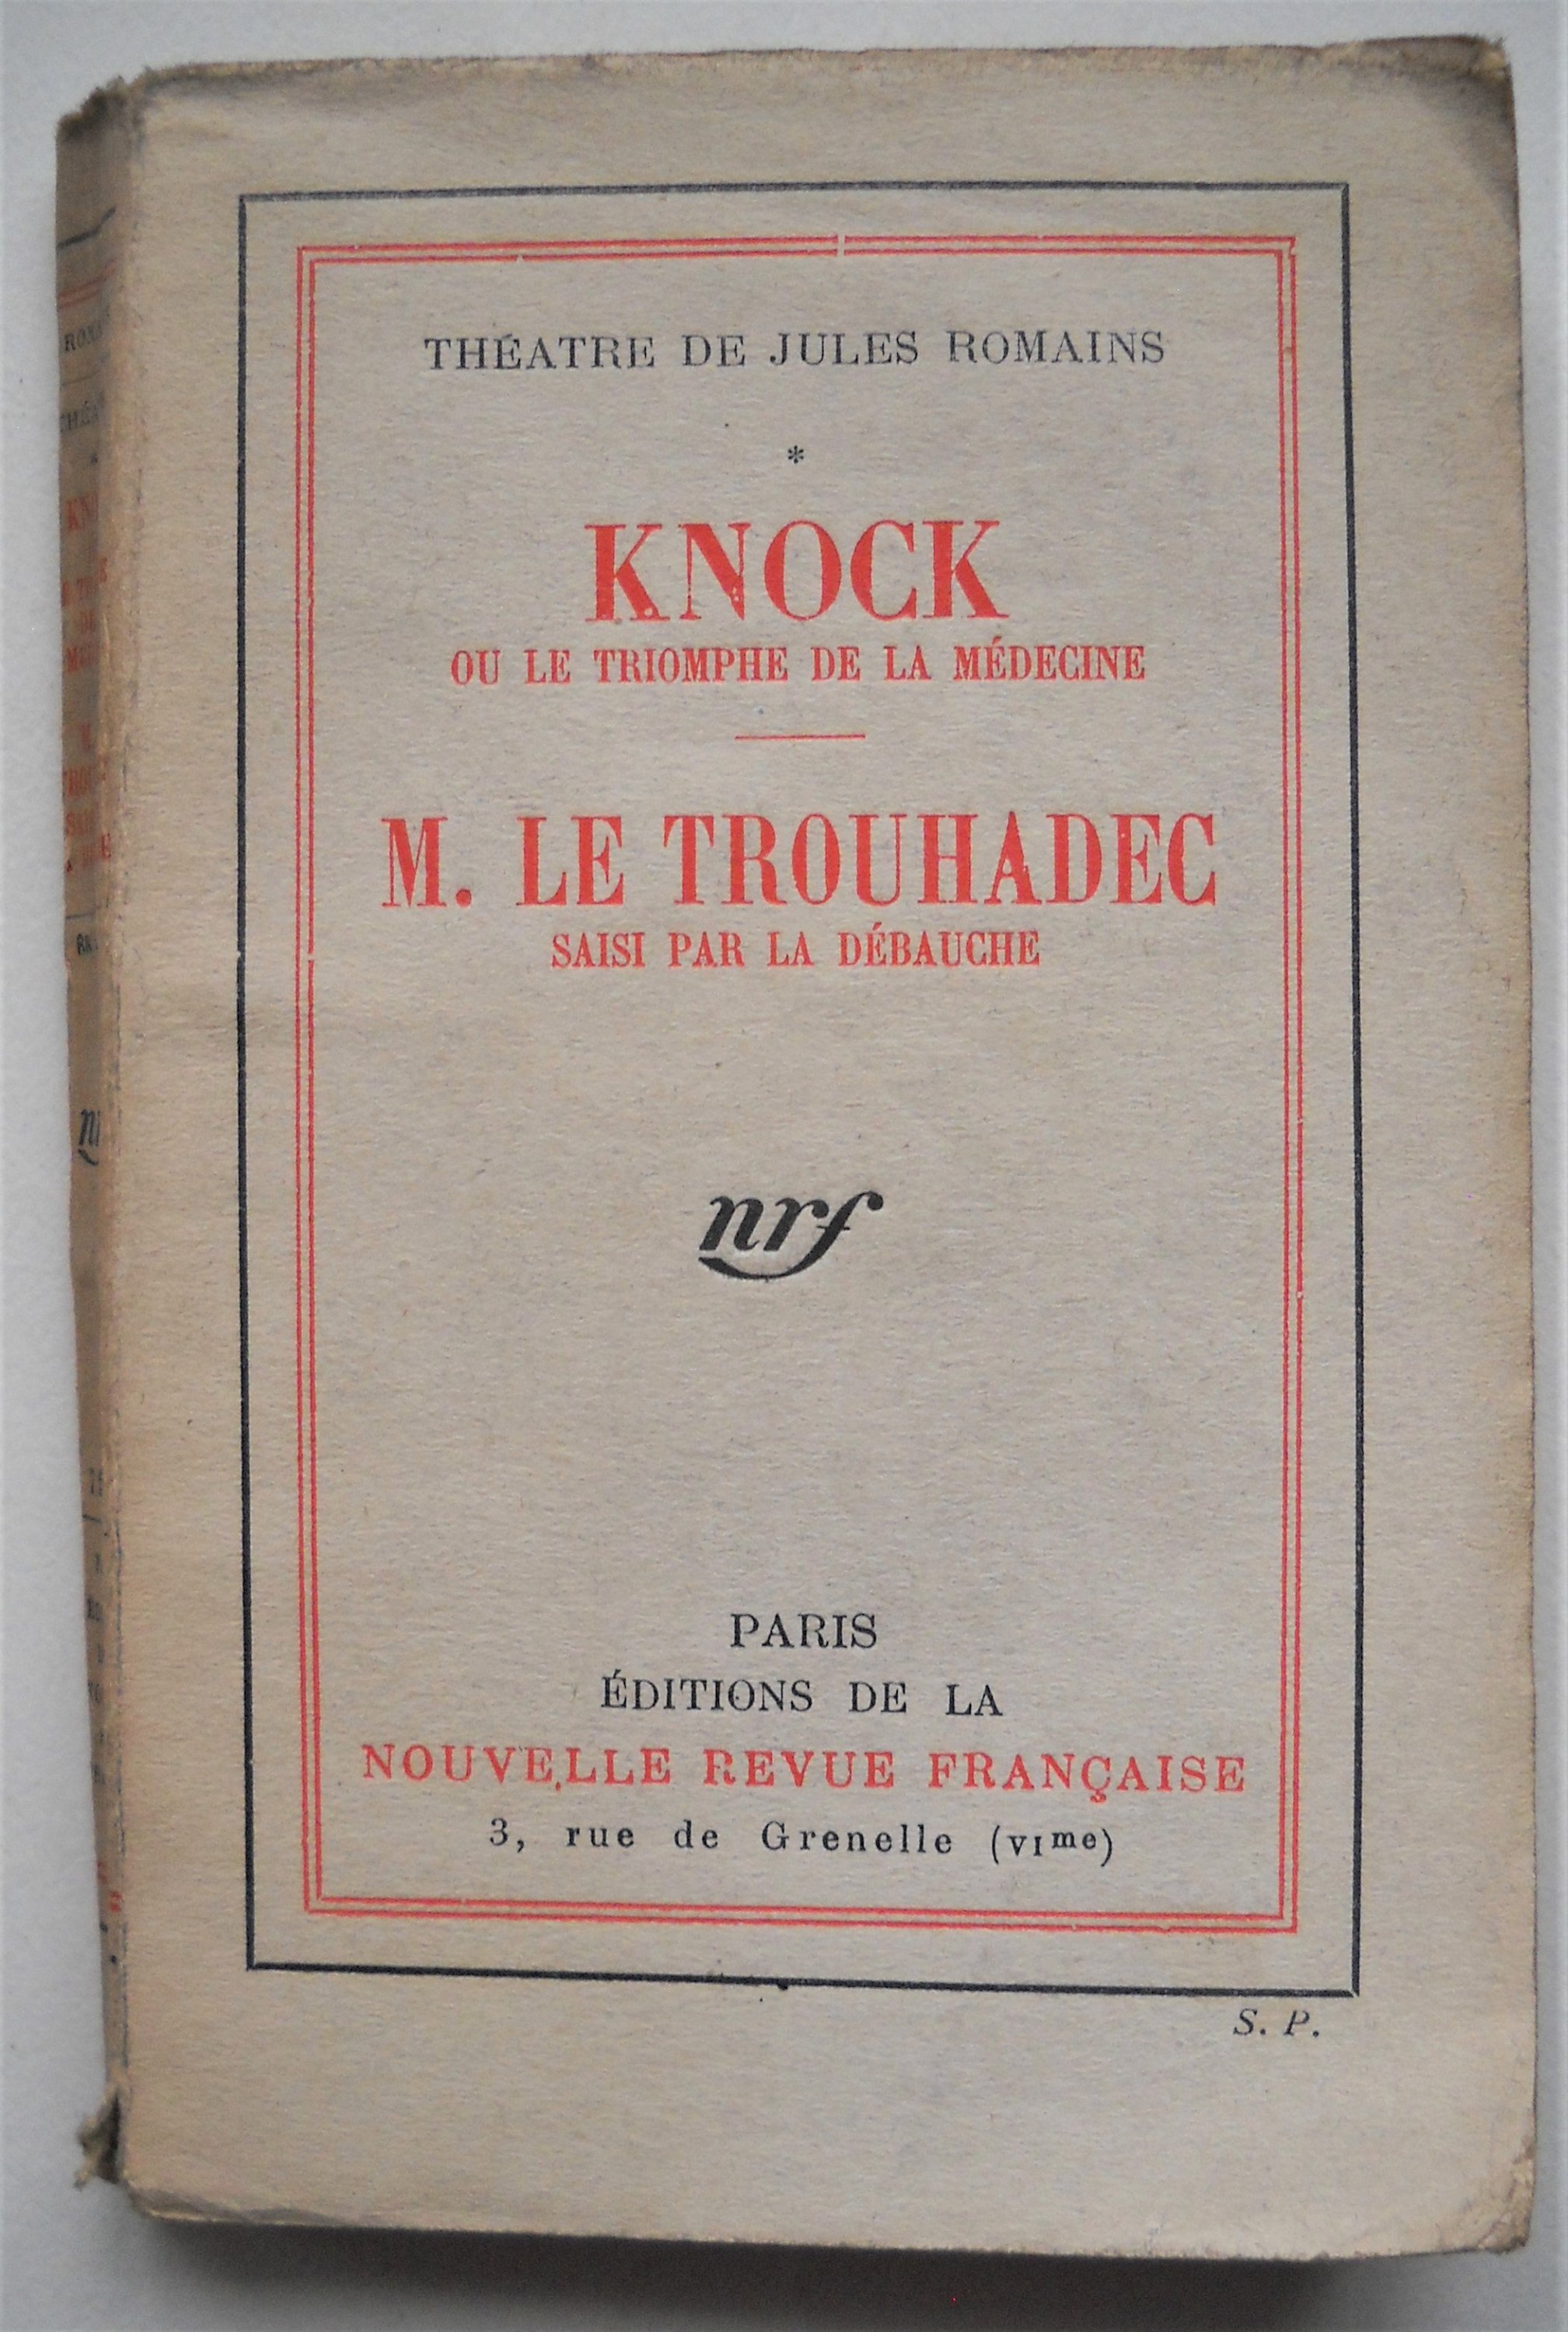 THÉATRE DE JULES ROMAINS
*
KNOCK
OU LE TRIOMPHE DE LA MÉDECINE
M. LE TROUHADEC
SAISI PAR LA DÉBAUCHE
nrf
PARIS
ÉDITIONS DE LA
NOUVELLE REVUE FRANÇAISE
3, rue de Grenelle (VIme)
S. P.